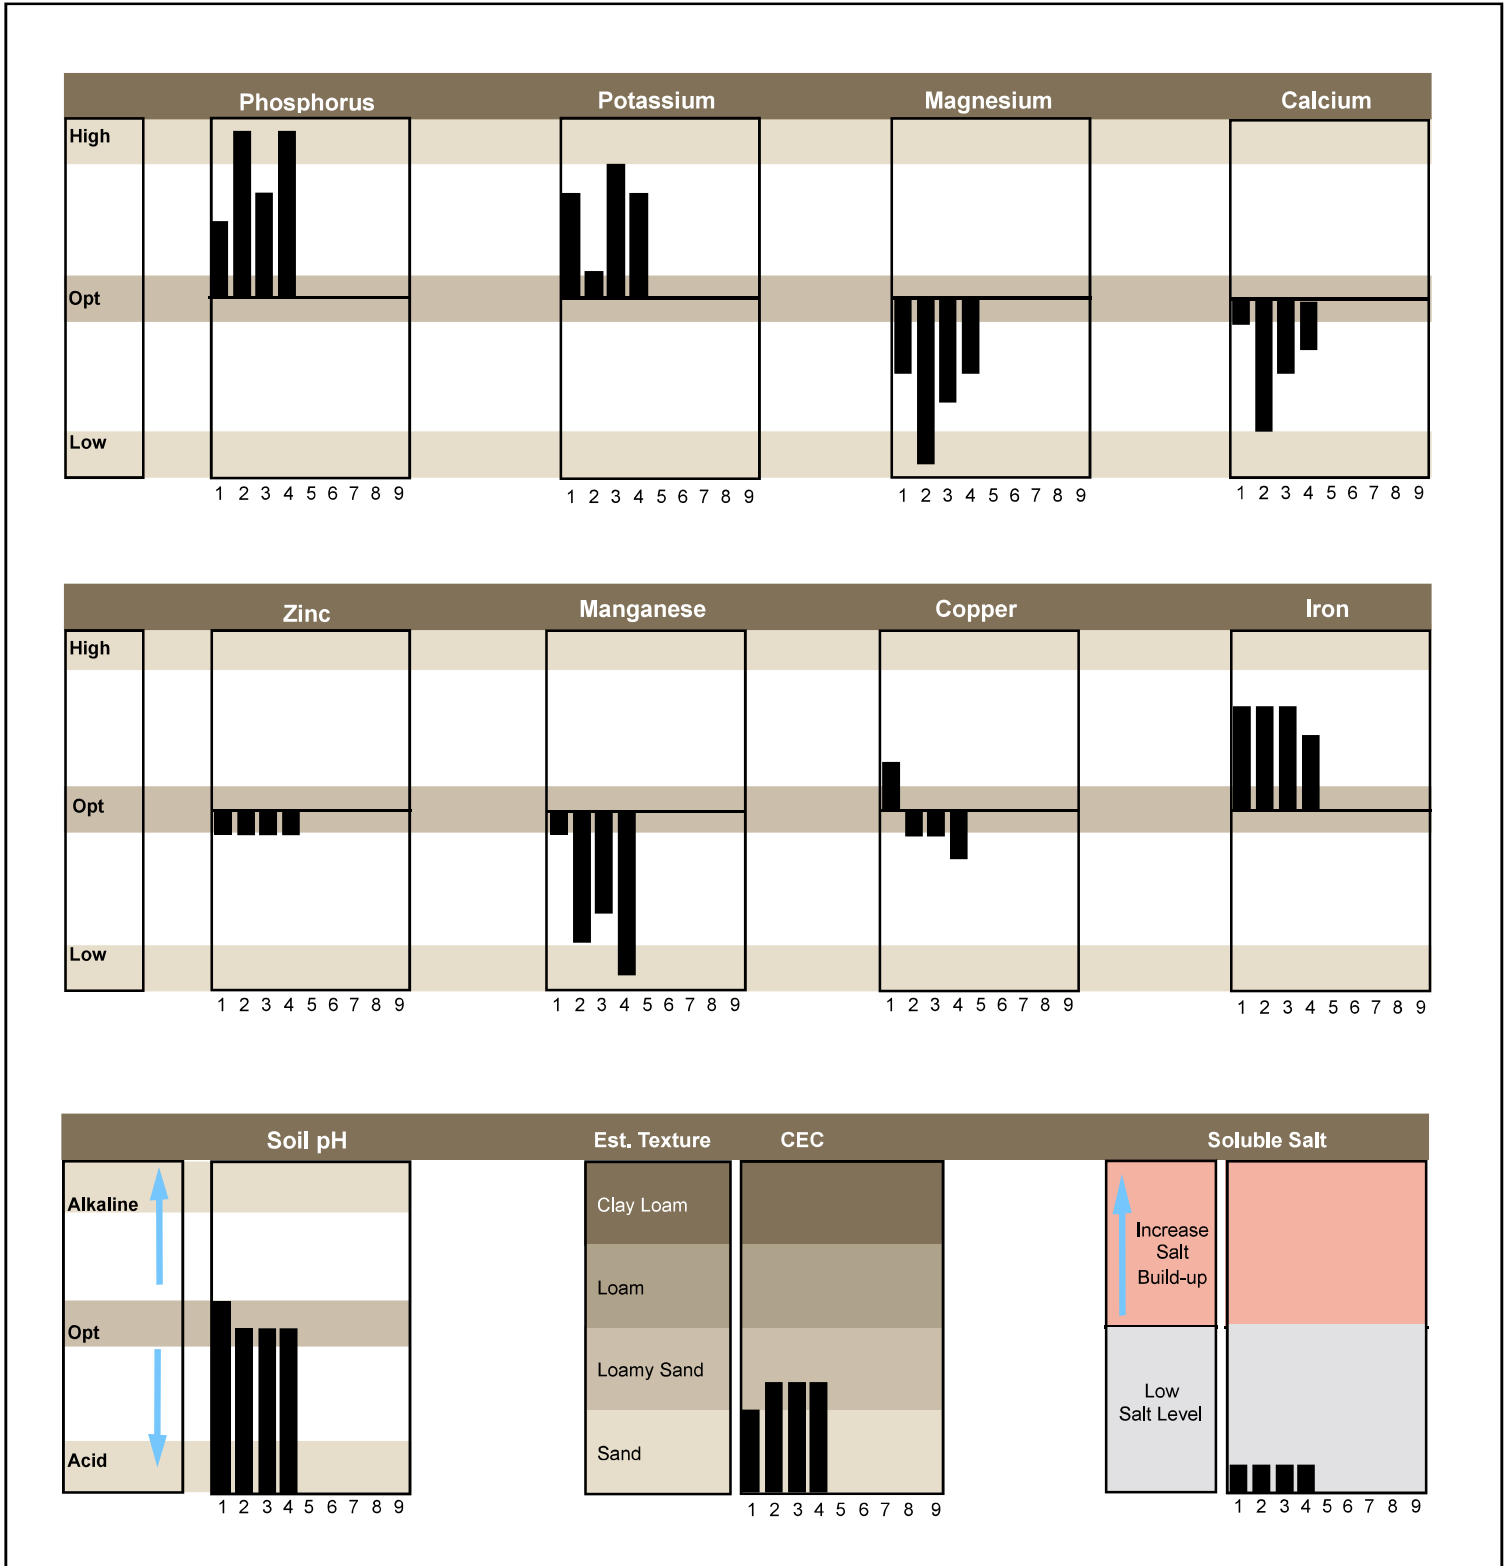 Phosphorus Potassium Magnesium Calcium
High
Opt
Low
1 2 3 4 5 6 7 8 9 1 2 3 4 5 6 7 8 9 1 2 3 4 5 6 7 8 9 1 2 3 4 5 6 7 8 9
Zinc Manganese Copper Iron
High
Opt
Low
1 2 3 4 5 6 7 8 9 1 2 3 4 5 6 7 8 9 1 2 3 4 5 6 7 8 9 1 2 3 4 5 6 7 8 9
Soil pH Est. Texture CEC Soluble Salt
Alkaline
Opt
Acid
1 2 3 4 5 6 7 8 9
Clay Loam
Loam
Loamy Sand
Sand
1 2 3 4 5 6 7 8 9
Increase
Salt
Build-up
Low
Salt Level
1 2 3 4 5 6 7 8 9